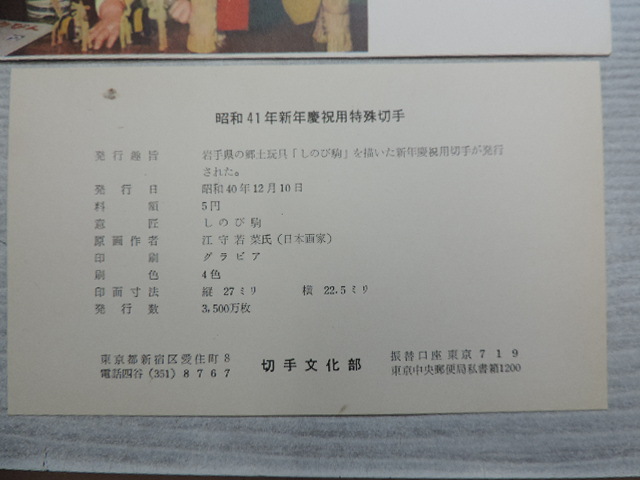 昭和41年新年慶祝用特殊切手
発行趣旨 岩手県の郷土玩具「しのび駒」を描いた新年慶祝用切手が発行
された。
発行日 昭和40年12月10日
料額 5円
意匠 しのび駒
原画作者 江守若菜氏(日本画家)
印刷 グラビア
刷色 4色
印面寸法 縦 27ミリ 横 22.5ミリ
発行数 3,500万枚
東京都新宿区愛住町8
電話四谷(351)8767
切手文化部
振替口座東京719
東京中央郵便局私書箱1200